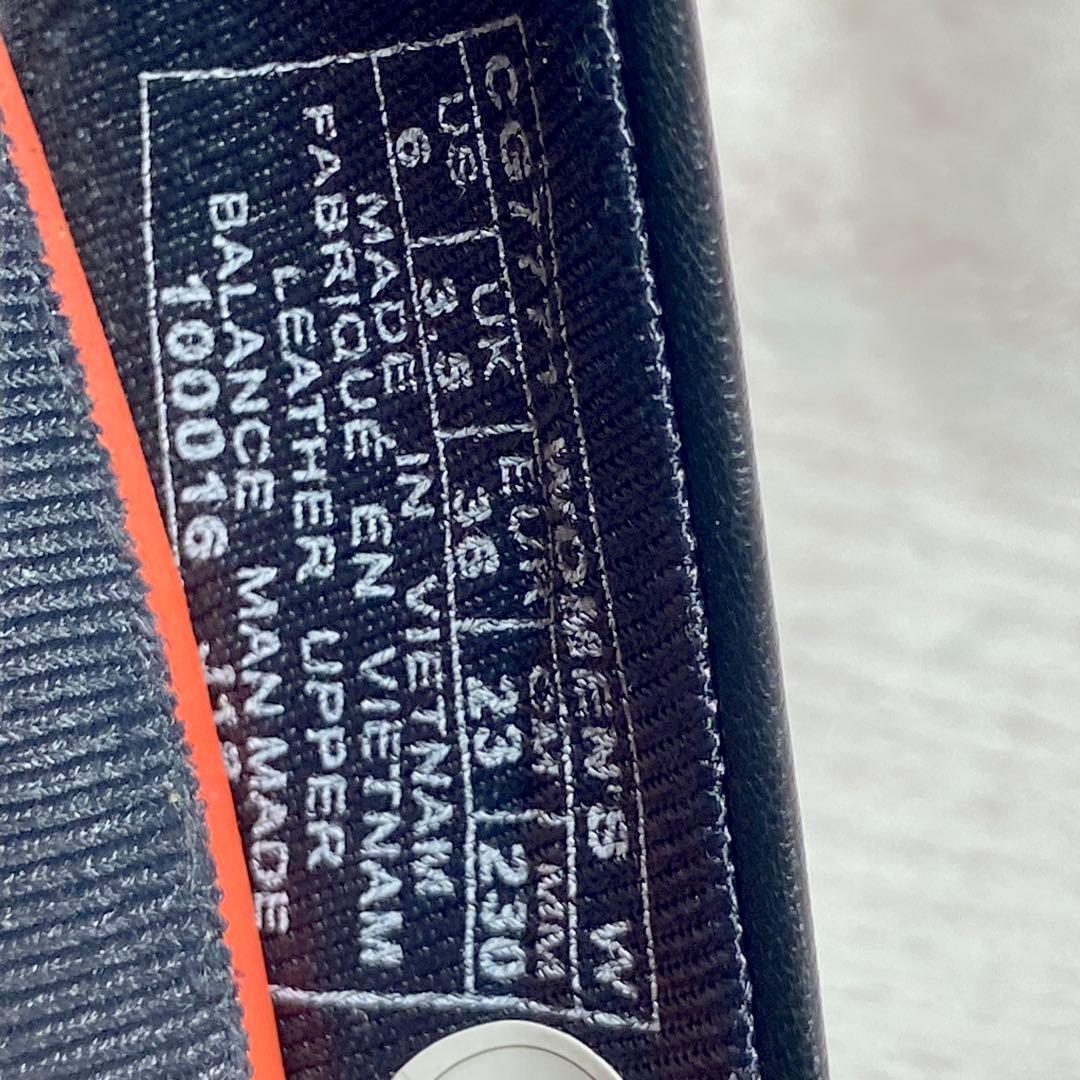 WOMEN'S W
US UK EUR CM MM
6 3.5 36 23 230
MADE IN VIETNAM
FABRIQUÉ EN VIETNAM
LEATHER UPPER
BALANCE MAN MADE
100016